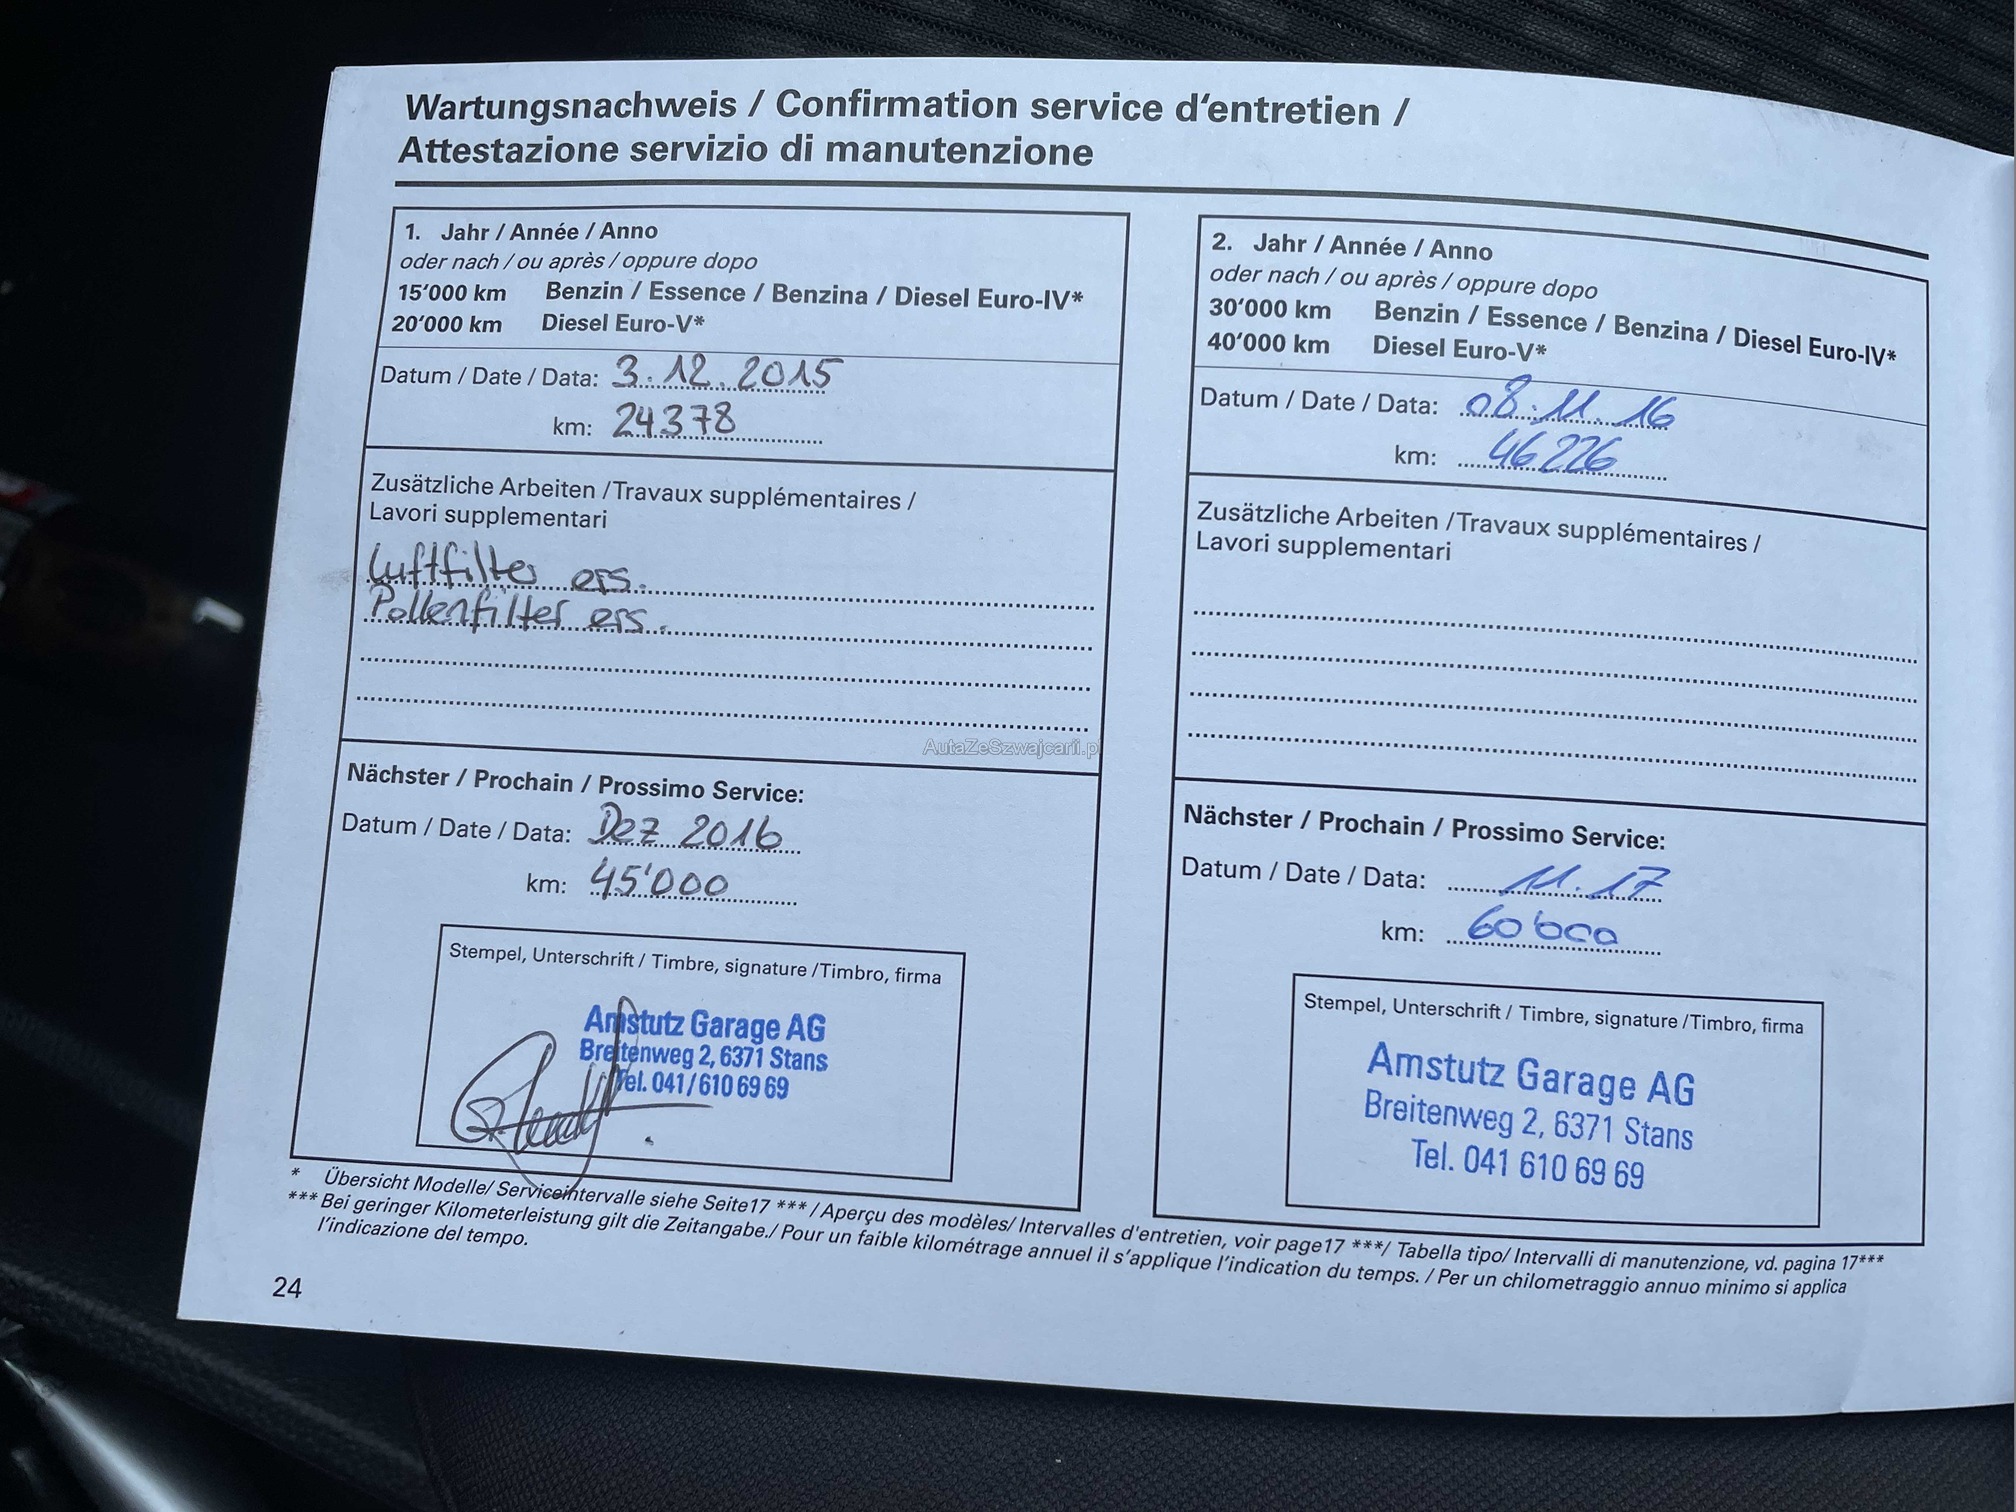 Wartungsnachweis / Confirmation service d‘entretien /
Attestazione servizio di manutenzione
1. Jahr / Année / Anno
oder nach / ou après / oppure dopo
15‘000 km Benzin / Essence / Benzina / Diesel Euro-IV*
20‘000 km Diesel Euro-V*
Datum / Date / Data: 3.12.2015
km: 24378
Zusätzliche Arbeiten / Travaux supplémentaires /
Lavori supplementari
Luftfilter ers.
Pollenfilter ers.
Nächster / Prochain / Prossimo Service:
Datum / Date / Data: Dez 2016
km: 45'000
Stempel, Unterschrift / Timbre, signature / Timbro, firma
Amstutz Garage AG
Breitenweg 2, 6371 Stans
Tel. 041/610 69 69
2. Jahr / Année / Anno
oder nach / ou après / oppure dopo
30‘000 km Benzin / Essence / Benzina / Diesel Euro-IV*
40‘000 km Diesel Euro-V*
Datum / Date / Data: 08.11.16
km: 46226
Zusätzliche Arbeiten / Travaux supplémentaires /
Lavori supplementari
Nächster / Prochain / Prossimo Service:
Datum / Date / Data: 11.17
km: 60'000
Stempel, Unterschrift / Timbre, signature / Timbro, firma
Amstutz Garage AG
Breitenweg 2, 6371 Stans
Tel. 041 610 69 69
* Übersicht Modelle/ Serviceintervalle siehe Seite17 *** / Aperçu des modèles/ Intervalles d'entretien, voir page17 ***/ Tabella tipo/ Intervalli di manutenzione, vd. pagina 17***
*** Bei geringer Kilometerleistung gilt die Zeitangabe./ Pour un faible kilométrage annuel il s‘applique l‘indication du temps. / Per un chilometraggio annuo minimo si applica
l‘indicazione del tempo.
24
AutaZeSzwajcarii.pl